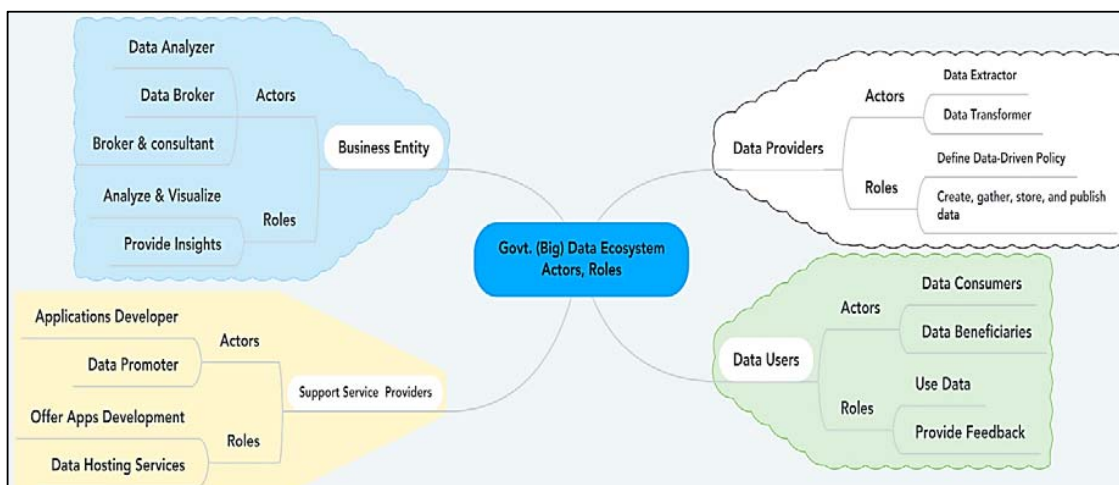 Data Analyzer
Data Broker
Broker & consultant
Actors
Analyze & Visualize
Provide Insights
Roles
Business Entity
Data Extractor
Data Transformer
Actors
Data Providers
Define Data-Driven Policy
Create, gather, store, and publish
data
Roles
Govt. (Big) Data Ecosystem
Actors, Roles
Applications Developer
Data Promoter
Actors
Offer Apps Development
Data Hosting Services
Roles
Support Service Providers
Data Consumers
Data Beneficiaries
Actors
Data Users
Use Data
Provide Feedback
Roles